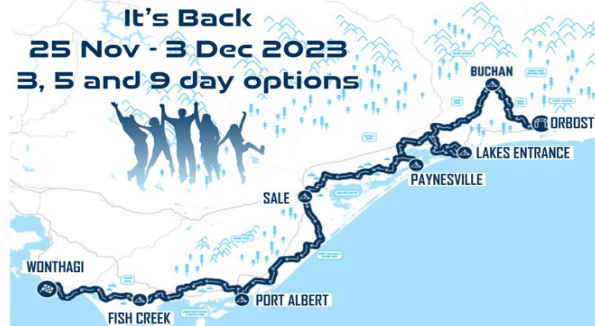 It's Back
25 Nov - 3 Dec 2023
3, 5 and 9 day options
BUCHAN
ORBOST
LAKES ENTRANCE
PAYNESVILLE
SALE
WONTHAGI
PORT ALBERT
FISH CREEK